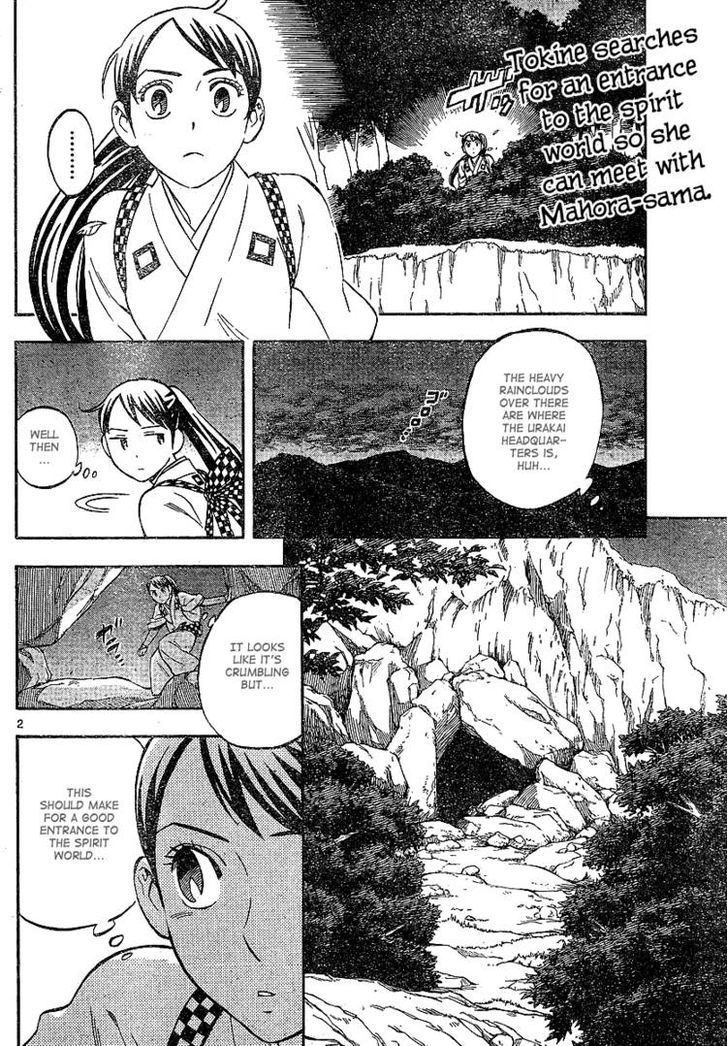 Tokine searches
for an entrance
to the spirit
world so she
can meet with
Mahora-sama.
.........
THE HEAVY
RAINCLOUDS
OVER THERE
ARE WHERE
THE URAKAI
HEADQUAR-
TERS IS,
HUH...
WELL
THEN
...
IT LOOKS
LIKE IT'S
CRUMBLING
BUT...
2
THIS
SHOULD MAKE
FOR A GOOD
ENTRANCE TO
THE SPIRIT
WORLD...